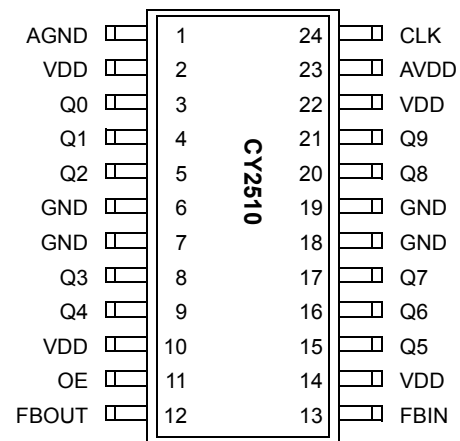 AGND 1 24 CLK
VDD 2 23 AVDD
Q0 3 22 VDD
Q1 4 21 Q9
Q2 5 20 Q8
GND 6 19 GND
GND 7 18 GND
Q3 8 17 Q7
Q4 9 16 Q6
VDD 10 15 Q5
OE 11 14 VDD
FBOUT 12 13 FBIN
CY2510